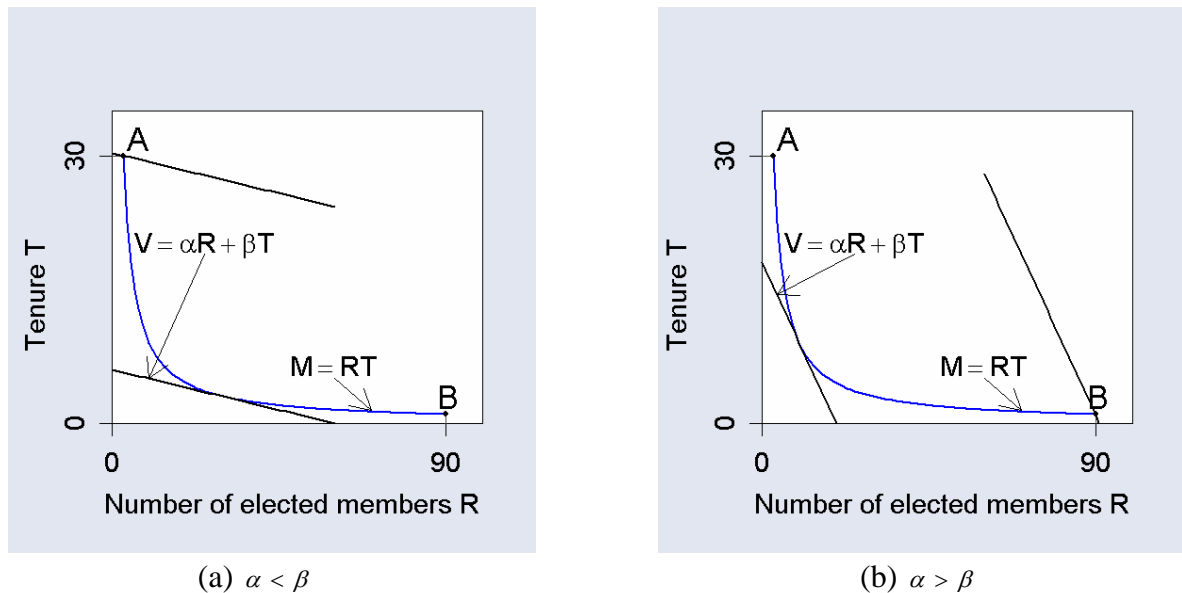 A
30
V = αR + βT
Tenure T
M = RT
B
0
0
90
Number of elected members R
(a) α < β
A
30
V = αR + βT
Tenure T
M = RT
B
0
0
90
Number of elected members R
(b) α > β